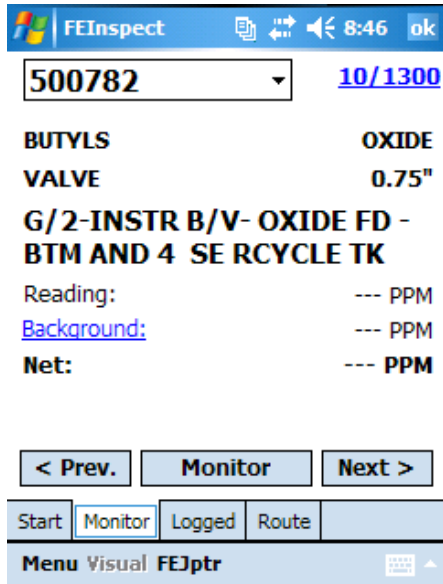 FEInspect 8:46 ok
500782 10/1300
BUTYLS OXIDE
VALVE 0.75"
G/2-INSTR B/V- OXIDE FD -
BTM AND 4 SE RCYCLE TK
Reading: --- PPM
Background: --- PPM
Net: --- PPM
< Prev. Monitor Next >
Start Monitor Logged Route
Menu Visual FEJptr